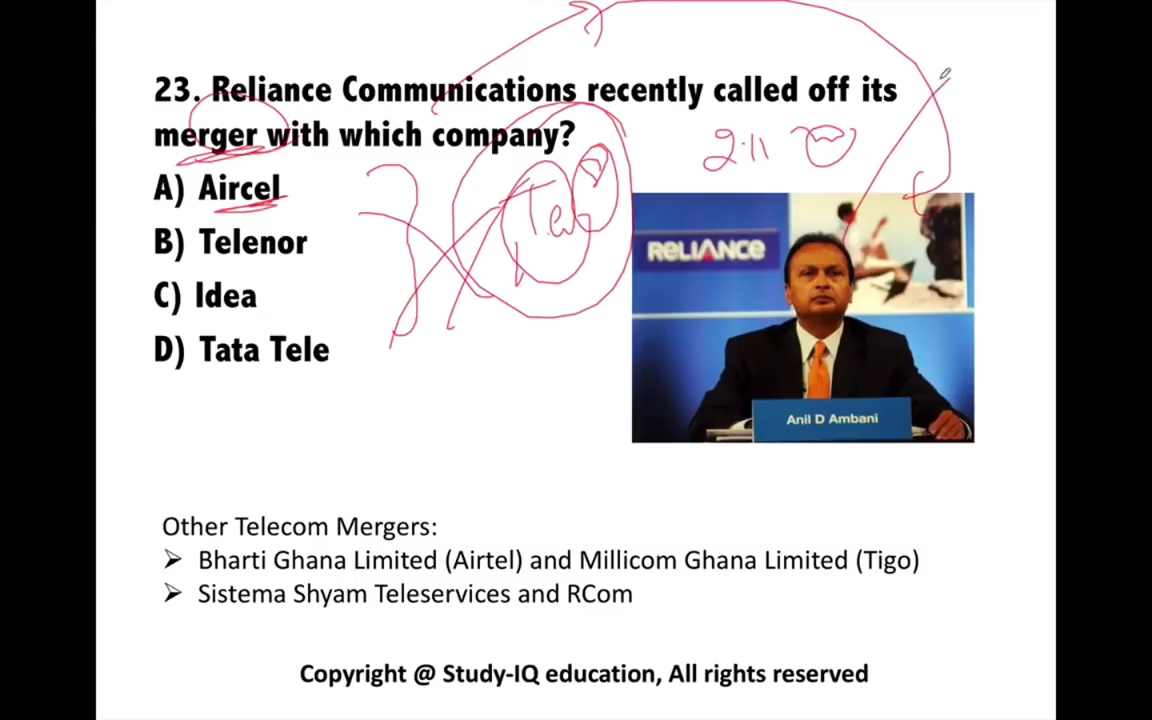 23. Reliance Communications recently called off its
merger with which company?
A) Aircel
B) Telenor
C) Idea
D) Tata Tele
2.11
RELIANCE
Anil D Ambani
Other Telecom Mergers:
➢ Bharti Ghana Limited (Airtel) and Millicom Ghana Limited (Tigo)
➢ Sistema Shyam Teleservices and RCom
Copyright @ Study-IQ education, All rights reserved